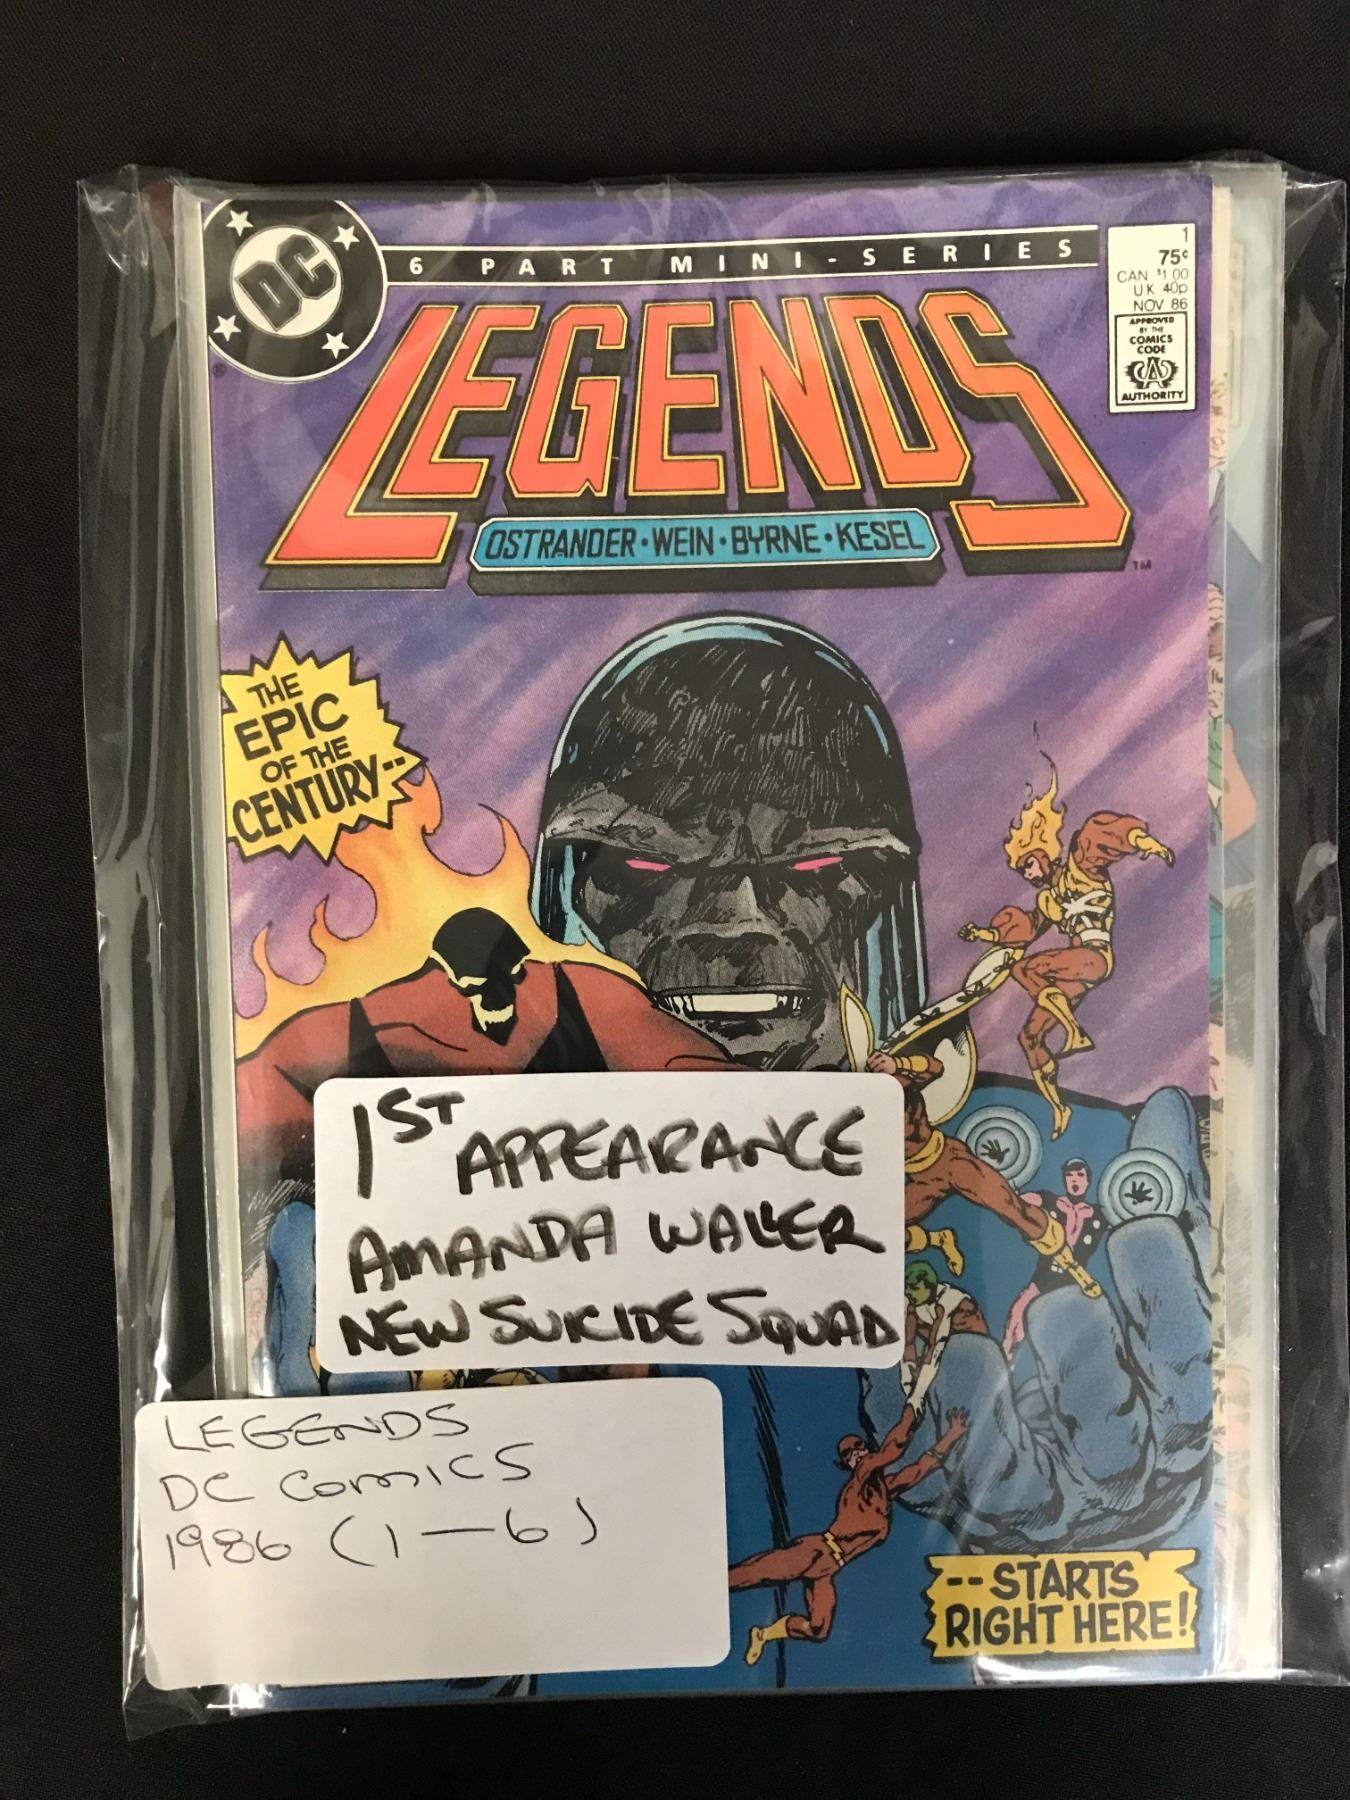 DC
®
6 PART MINI-SERIES
1
75¢
CAN $1.00
UK 40p
NOV 86
APPROVED
BY THE
COMICS
CODE
CA
AUTHORITY
LEGENDS
TM
OSTRANDER • WEIN • BYRNE • KESEL
THE
EPIC
OF THE
CENTURY--
1ST APPEARANCE
AMANDA WALLER
NEW SUICIDE SQUAD
LEGENDS
DC COMICS
1986 (1-6)
--STARTS
RIGHT HERE!